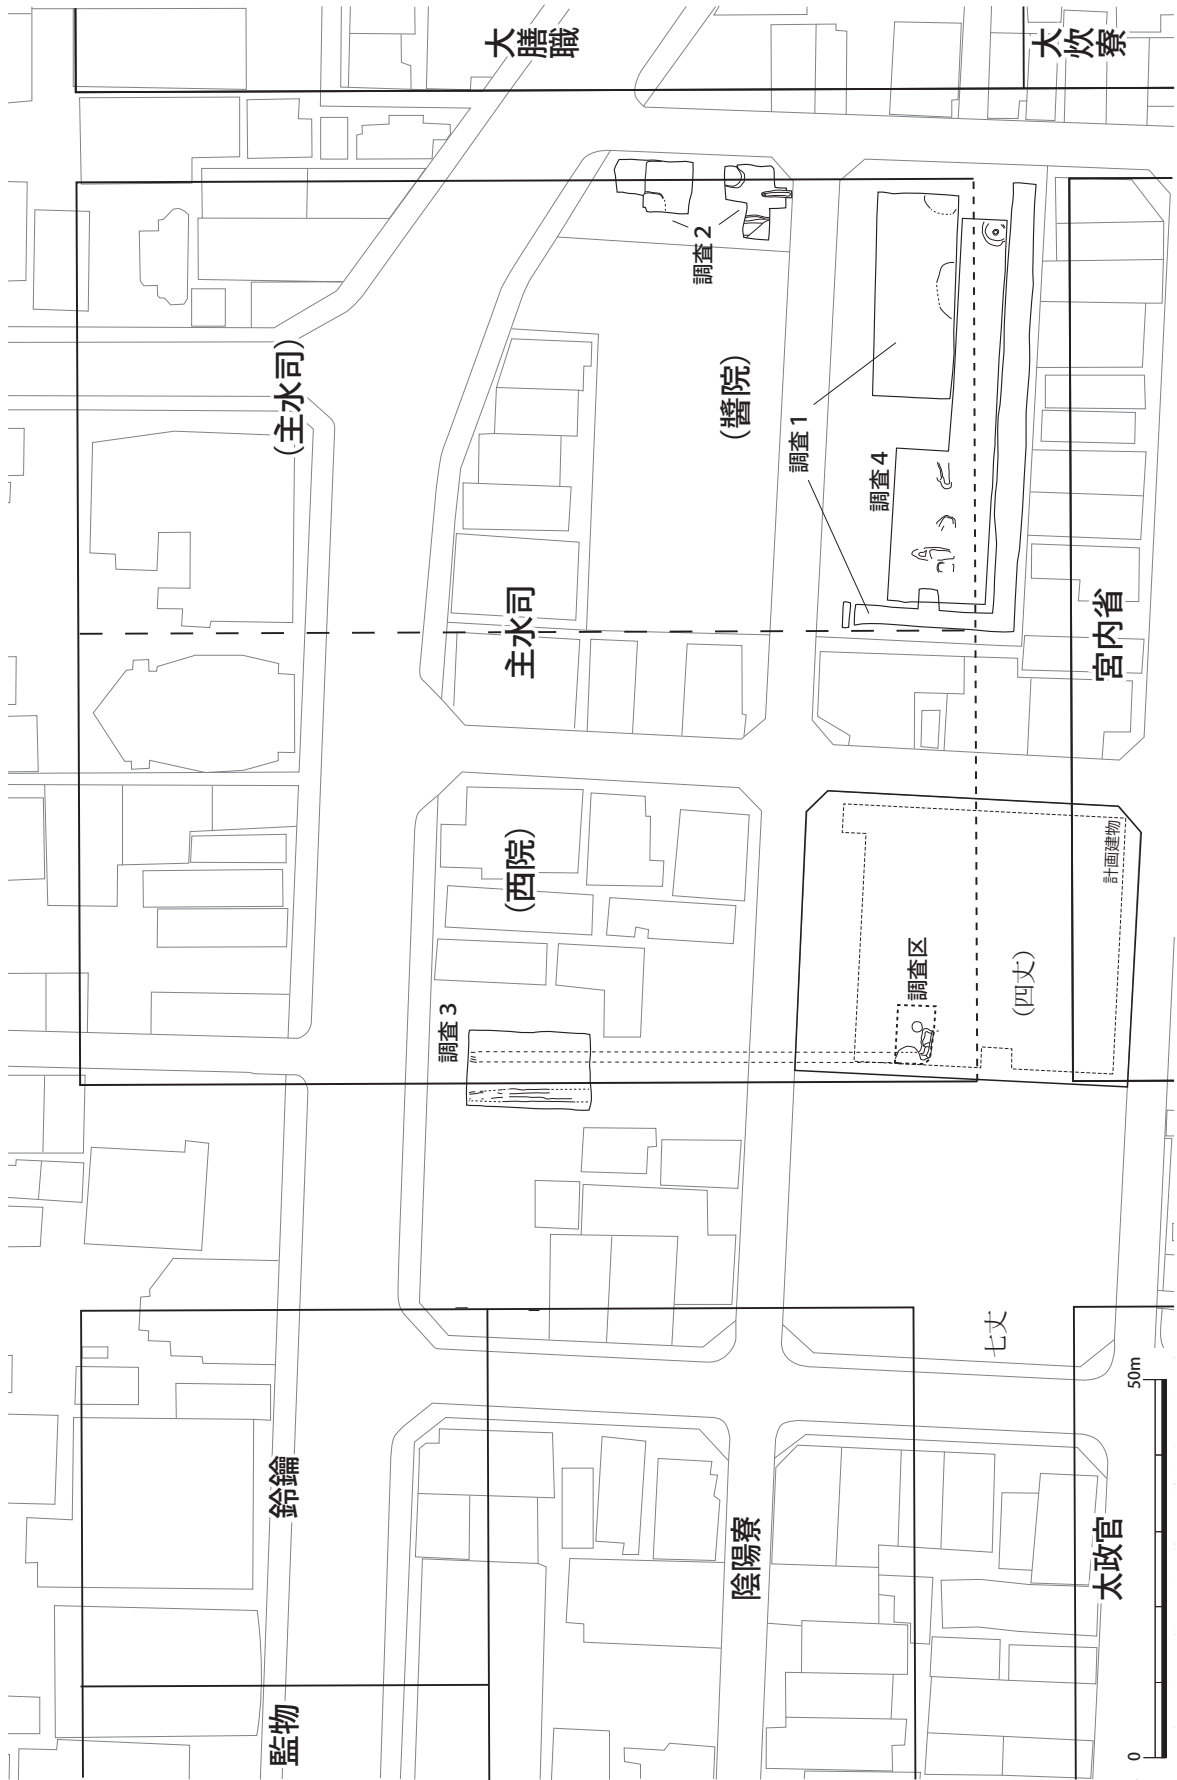 大膳職
大炊寮
調査2
(主水司)
(醬院)
調査1
調査4
主水司
宮内省
(西院)
計画建物
調査区
(四丈)
調査3
七丈
鈴鑰
陰陽寮
太政官
監物
0
50m